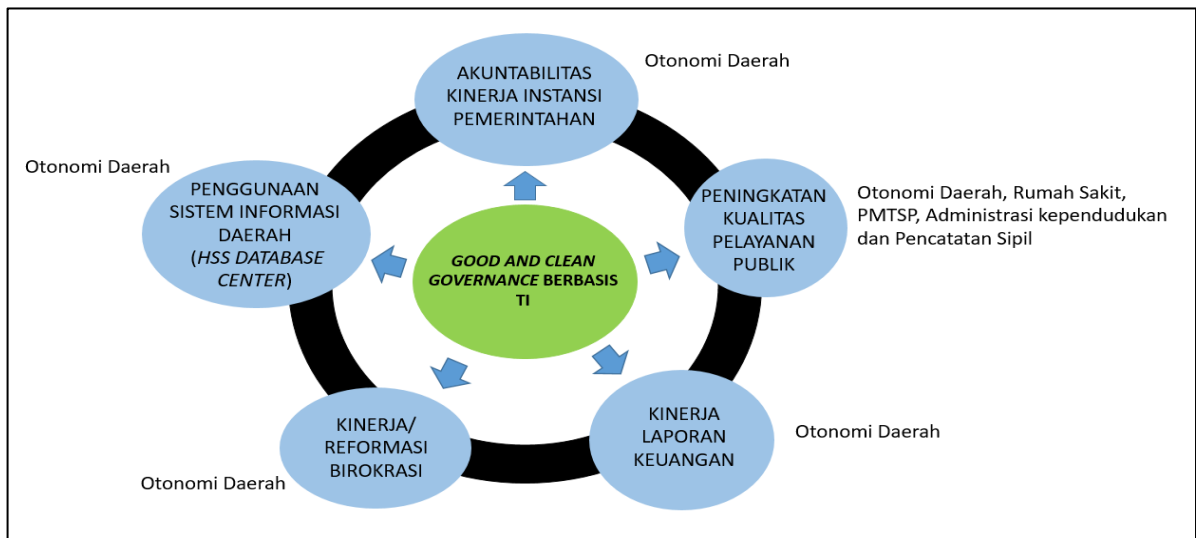 AKUNTABILITAS
KINERJA INSTANSI
PEMERINTAHAN
Otonomi Daerah
Otonomi Daerah
PENGGUNAAN
SISTEM INFORMASI
DAERAH
(HSS DATABASE
CENTER)
PENINGKATAN
KUALITAS
PELAYANAN
PUBLIK
Otonomi Daerah, Rumah Sakit,
PMTSP, Administrasi kependudukan
dan Pencatatan Sipil
GOOD AND CLEAN
GOVERNANCE BERBASIS
TI
KINERJA/
REFORMASI
BIROKRASI
Otonomi Daerah
KINERJA
LAPORAN
KEUANGAN
Otonomi Daerah